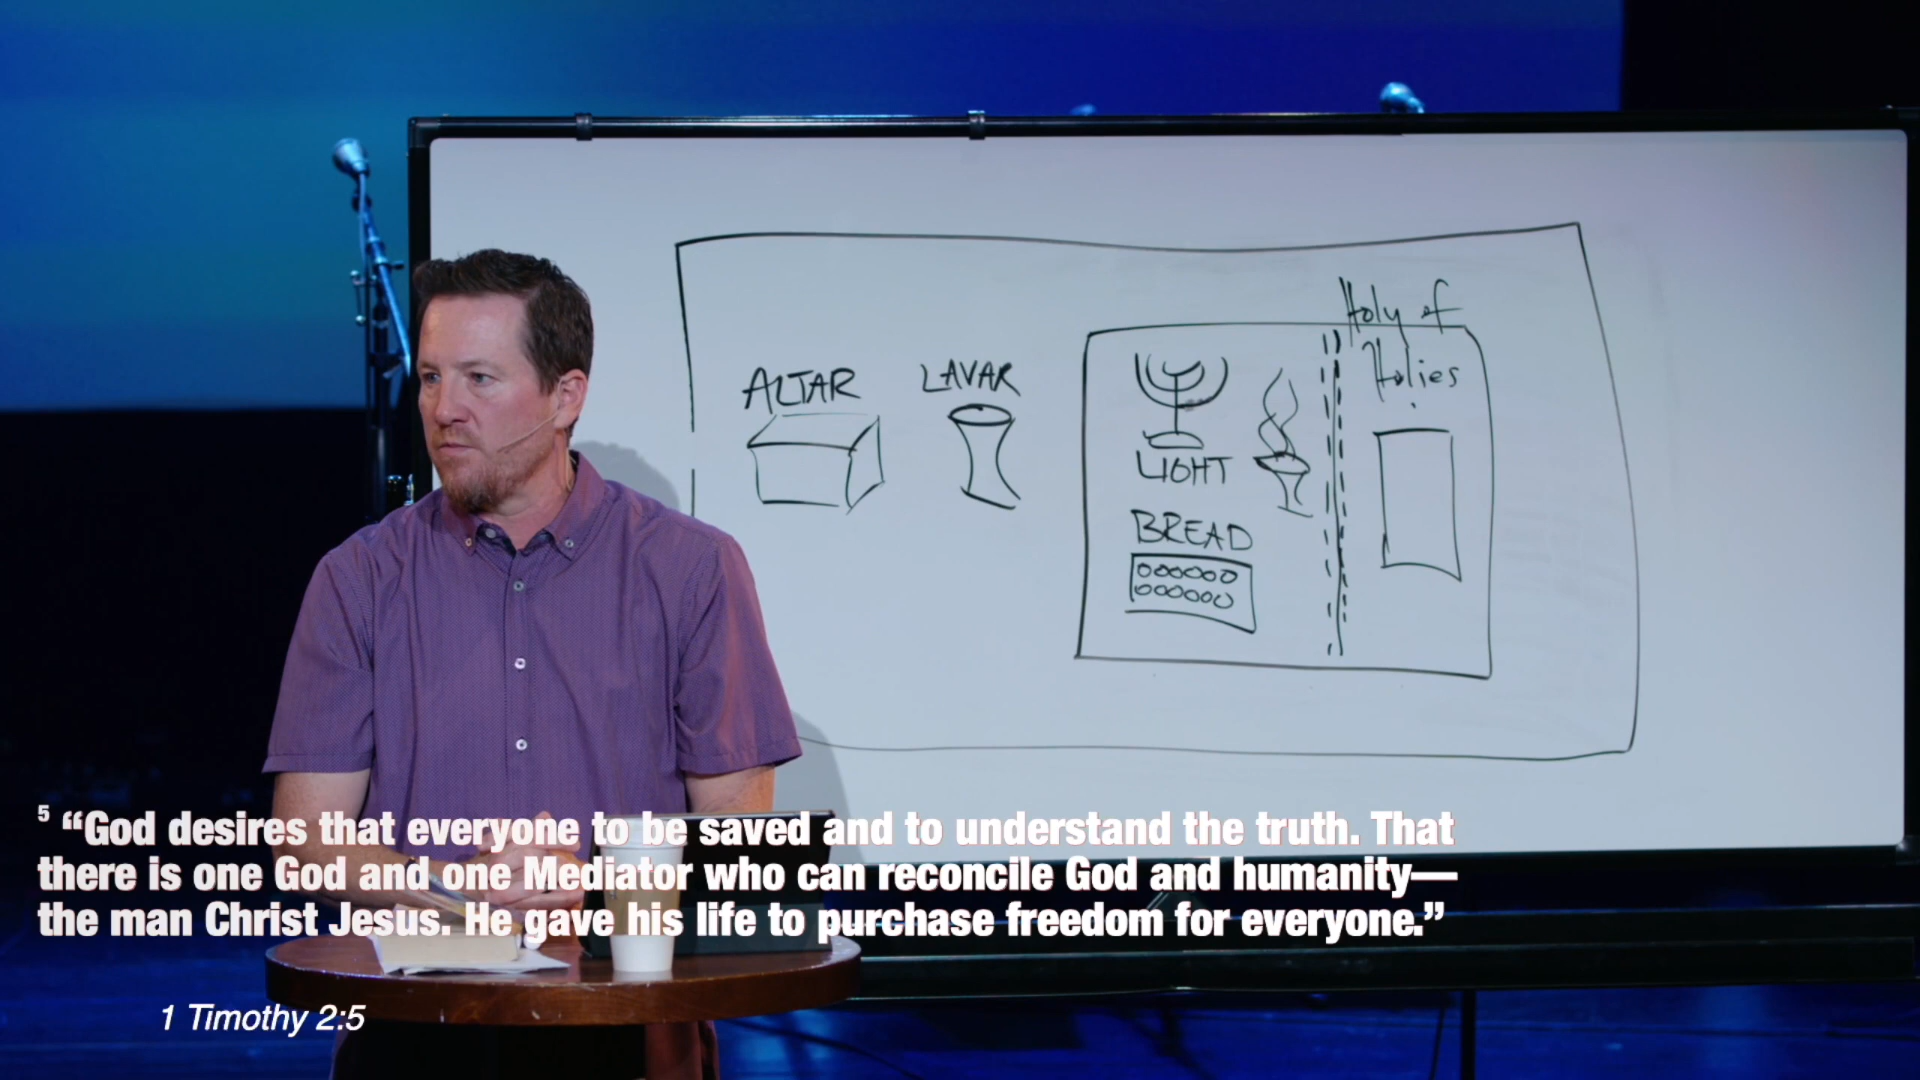 Holy of
Holies
ALTAR
LAVAR
LIGHT
BREAD
5 “God desires that everyone to be saved and to understand the truth. That
there is one God and one Mediator who can reconcile God and humanity—
the man Christ Jesus. He gave his life to purchase freedom for everyone.”
1 Timothy 2:5